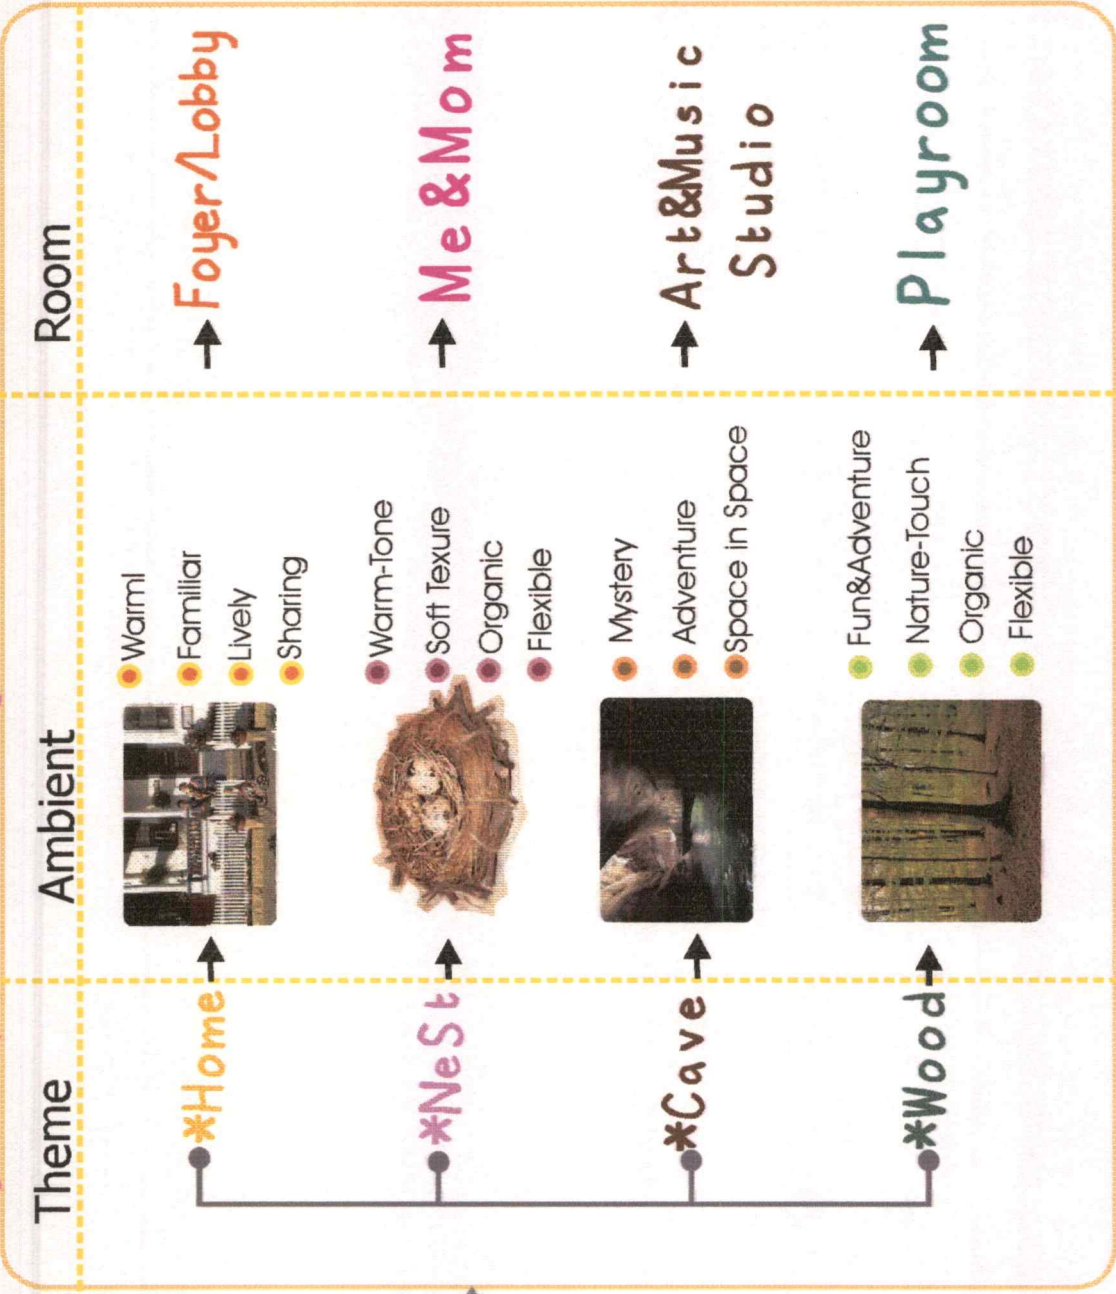 Theme Ambient Room
*Home
Warml
Familiar
Lively
Sharing
Foyer/Lobby
*NeSt
Warm-Tone
Soft Texure
Organic
Flexible
Me&Mom
*Cave
Mystery
Adventure
Space in Space
Art&Music
Studio
*Wood
Fun&Adventure
Nature-Touch
Organic
Flexible
Playroom